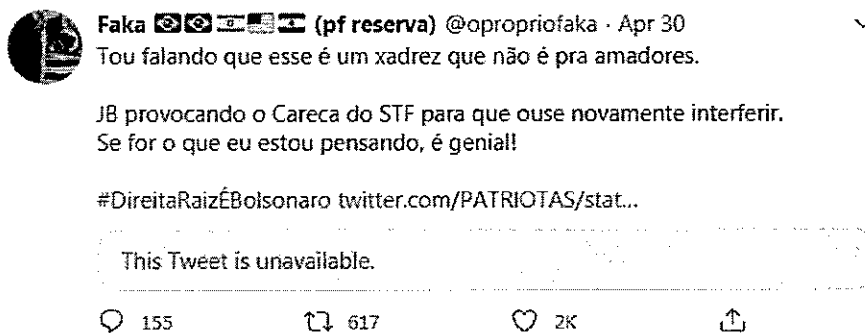 Faka 🇧🇷🇧🇷🇮🇱🇺🇸🇮🇱 (pf reserva) @opropriofaka · Apr 30
Tou falando que esse é um xadrez que não é pra amadores.
JB provocando o Careca do STF para que ouse novamente interferir.
Se for o que eu estou pensando, é genial!
#DireitaRaizÉBolsonaro twitter.com/PATRIOTAS/stat...
This Tweet is unavailable.
155 617 2K